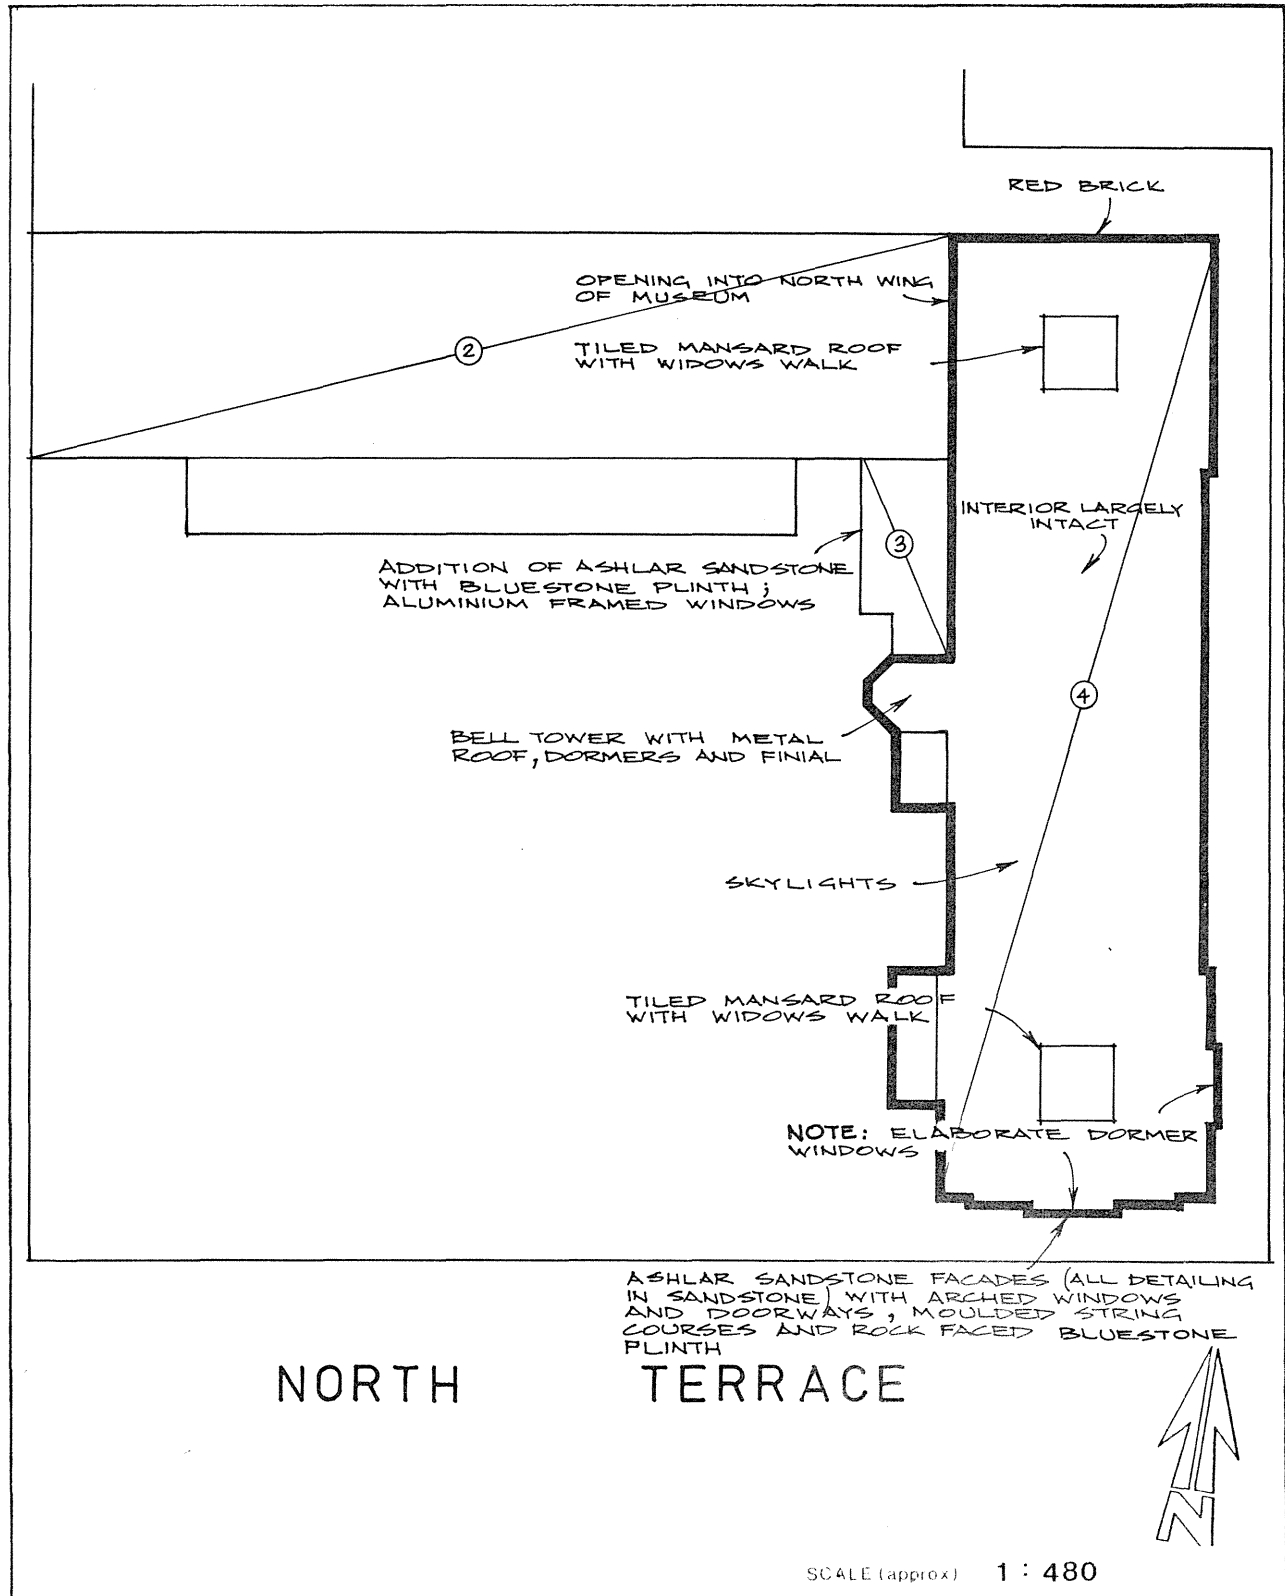 RED BRICK
OPENING INTO NORTH WING
OF MUSEUM
2
TILED MANSARD ROOF
WITH WIDOWS WALK
INTERIOR LARGELY
INTACT
3
ADDITION OF ASHLAR SANDSTONE
WITH BLUESTONE PLINTH ;
ALUMINIUM FRAMED WINDOWS
4
BELL TOWER WITH METAL
ROOF, DORMERS AND FINIAL
SKYLIGHTS
TILED MANSARD ROOF
WITH WIDOWS WALK
NOTE: ELABORATE DORMER
WINDOWS
ASHLAR SANDSTONE FACADES (ALL DETAILING
IN SANDSTONE) WITH ARCHED WINDOWS
AND DOORWAYS, MOULDED STRING
COURSES AND ROCK FACED BLUESTONE
PLINTH
NORTH TERRACE
N
SCALE (approx) 1 : 480